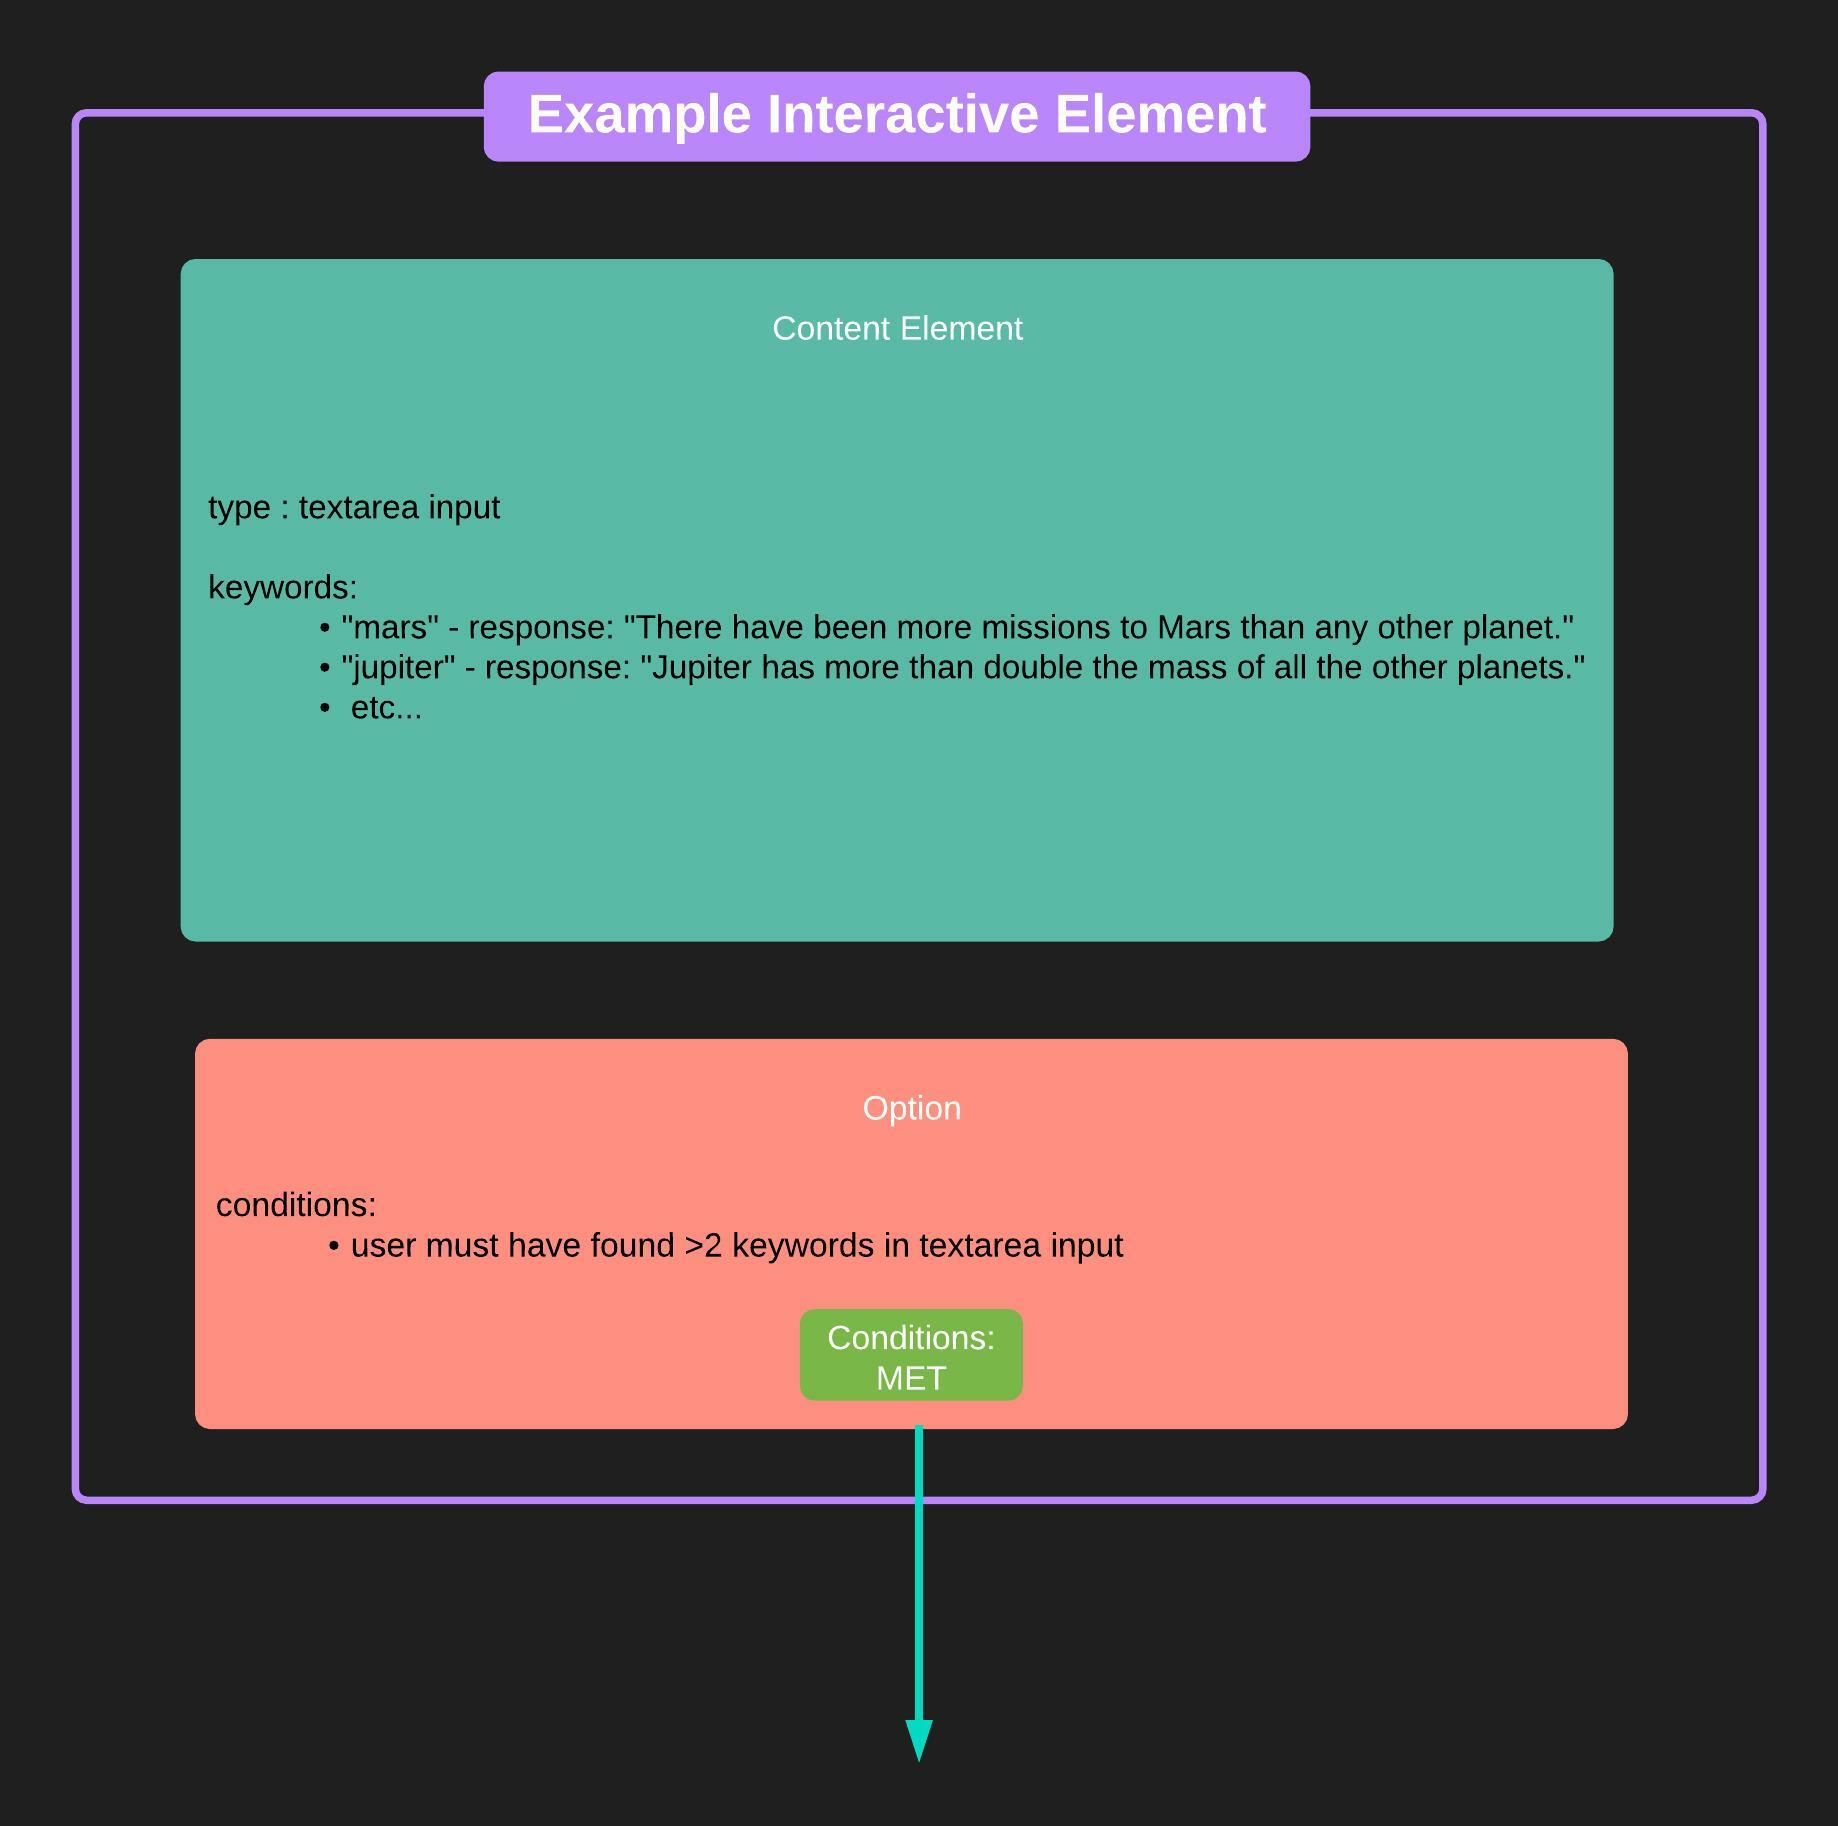 Example Interactive Element
Content Element
type : textarea input
keywords:
• "mars" - response: "There have been more missions to Mars than any other planet."
• "jupiter" - response: "Jupiter has more than double the mass of all the other planets."
• etc...
Option
conditions:
• user must have found >2 keywords in textarea input
Conditions:
MET